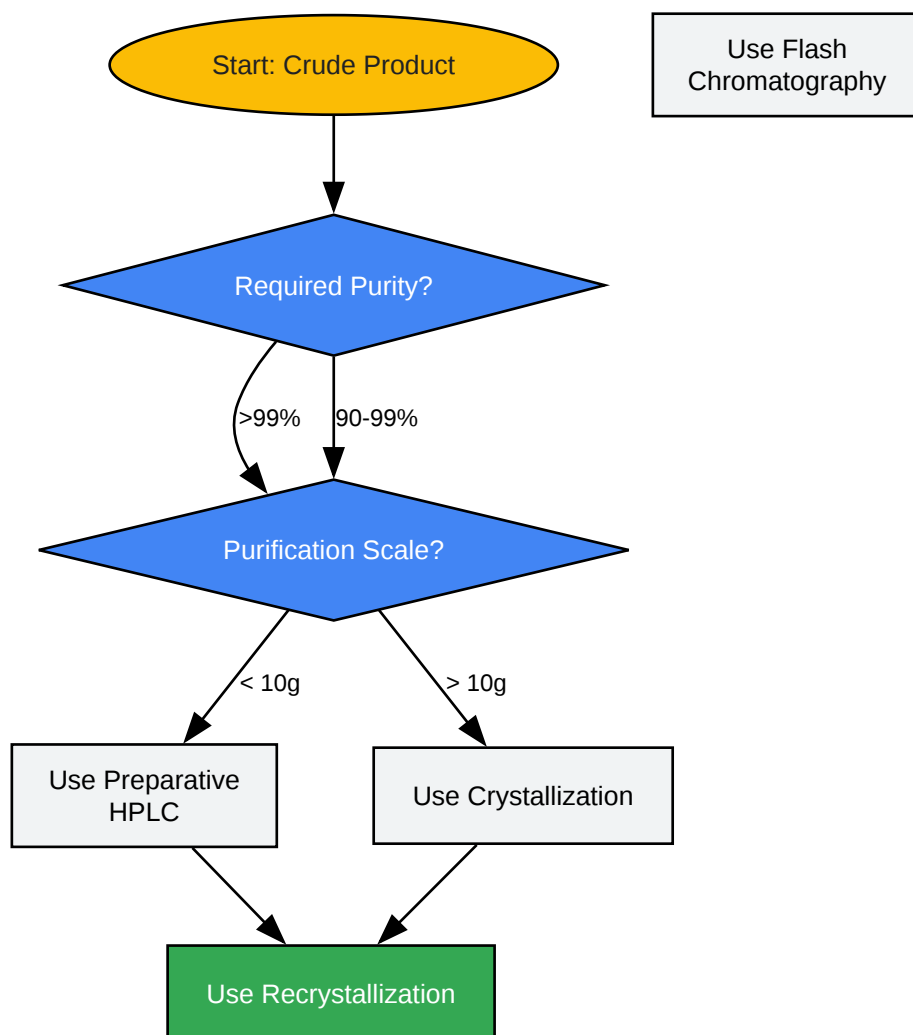 Start: Crude Product
Use Flash
Chromatography
Required Purity?
>99%
90-99%
Purification Scale?
< 10g
> 10g
Use Preparative
HPLC
Use Crystallization
Use Recrystallization